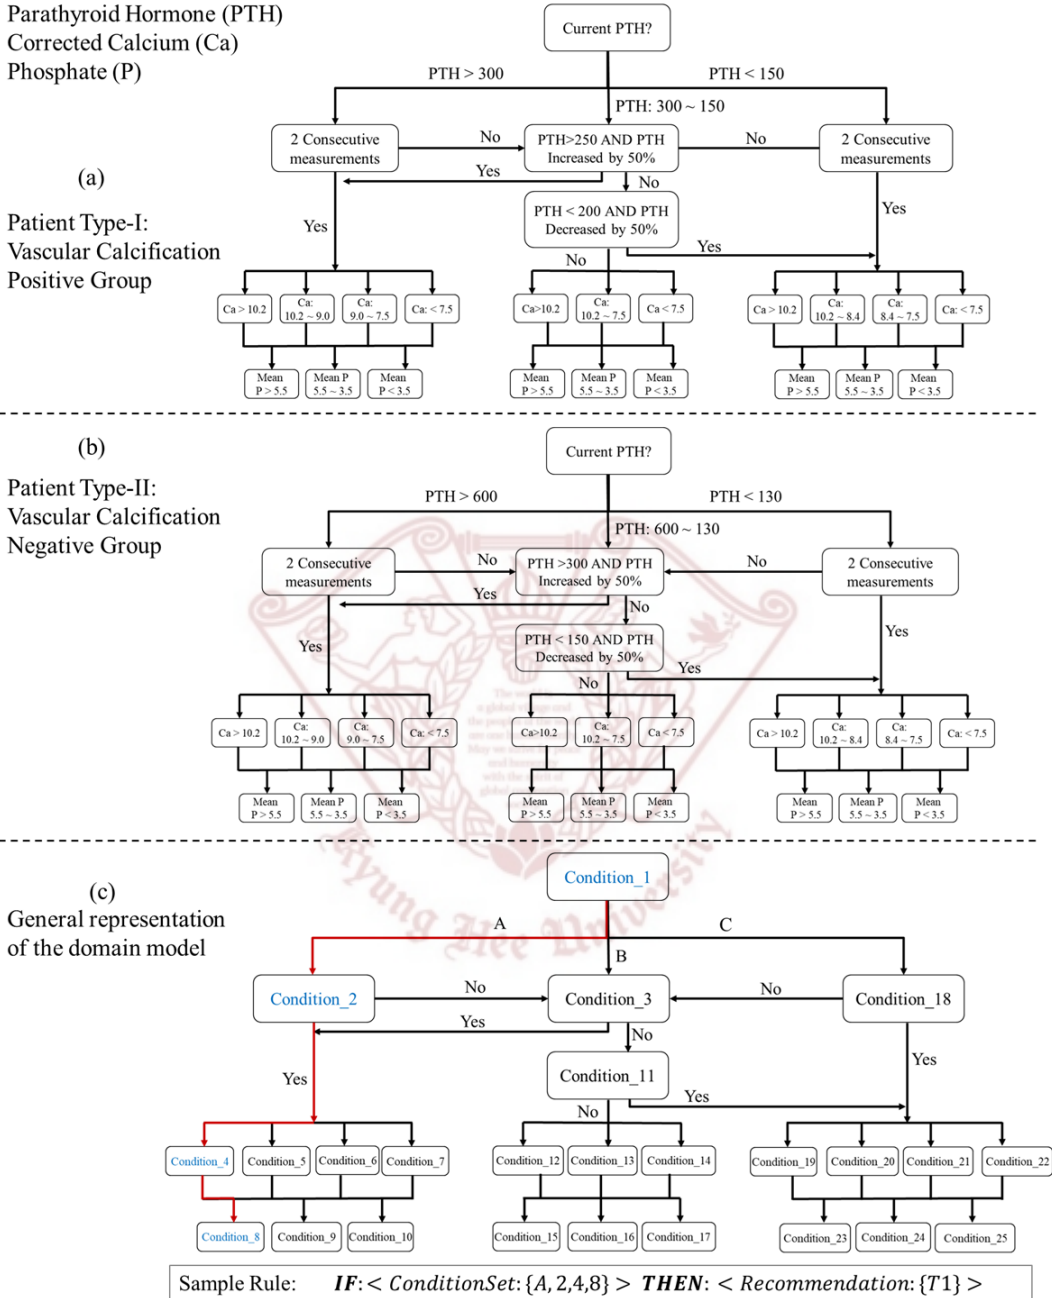 Parathyroid Hormone (PTH)
Corrected Calcium (Ca)
Phosphate (P)
Current PTH?
PTH > 300
PTH < 150
PTH: 300 ~ 150
2 Consecutive
measurements
No
PTH>250 AND PTH
Increased by 50%
No
2 Consecutive
measurements
Yes
No
(a)
Patient Type-I:
Vascular Calcification
Positive Group
Yes
PTH < 200 AND PTH
Decreased by 50%
Yes
Yes
No
Ca > 10.2
Ca:
10.2 ~ 9.0
Ca:
9.0 ~ 7.5
Ca: < 7.5
Ca>10.2
Ca:
10.2 ~ 7.5
Ca < 7.5
Ca > 10.2
Ca:
10.2 ~ 8.4
Ca:
8.4 ~ 7.5
Ca: < 7.5
Mean
P > 5.5
Mean P
5.5 ~ 3.5
Mean
P < 3.5
Mean
P > 5.5
Mean P
5.5 ~ 3.5
Mean
P < 3.5
Mean
P > 5.5
Mean P
5.5 ~ 3.5
Mean
P < 3.5
(b)
Patient Type-II:
Vascular Calcification
Negative Group
Current PTH?
PTH > 600
PTH < 130
PTH: 600 ~ 130
2 Consecutive
measurements
No
PTH >300 AND PTH
Increased by 50%
No
2 Consecutive
measurements
Yes
No
Yes
PTH < 150 AND PTH
Decreased by 50%
Yes
Yes
No
Ca > 10.2
Ca:
10.2 ~ 9.0
Ca:
9.0 ~ 7.5
Ca: < 7.5
Ca>10.2
Ca:
10.2 ~ 7.5
Ca < 7.5
Ca > 10.2
Ca:
10.2 ~ 8.4
Ca:
8.4 ~ 7.5
Ca: < 7.5
Mean
P > 5.5
Mean P
5.5 ~ 3.5
Mean
P < 3.5
Mean
P > 5.5
Mean P
5.5 ~ 3.5
Mean
P < 3.5
Mean
P > 5.5
Mean P
5.5 ~ 3.5
Mean
P < 3.5
Kyung Hee University
(c)
General representation
of the domain model
Condition_1
A
B
C
Condition_2
No
Condition_3
No
Condition_18
Yes
No
Yes
Condition_11
Yes
Yes
No
Condition_4
Condition_5
Condition_6
Condition_7
Condition_12
Condition_13
Condition_14
Condition_19
Condition_20
Condition_21
Condition_22
Condition_8
Condition_9
Condition_10
Condition_15
Condition_16
Condition_17
Condition_23
Condition_24
Condition_25
Sample Rule: IF: < ConditionSet: {A, 2,4,8} > THEN: < Recommendation: {T1} >